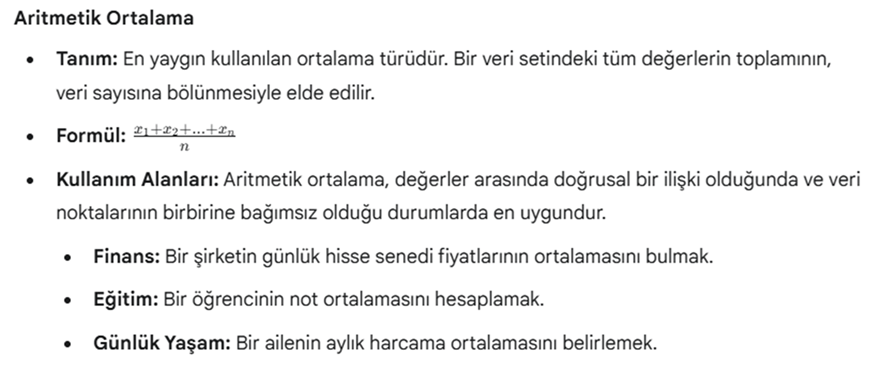 Aritmetik Ortalama
• Tanım: En yaygın kullanılan ortalama türüdür. Bir veri setindeki tüm değerlerin toplamının,
veri sayısına bölünmesiyle elde edilir.
• Formül: \frac{x_1+x_2+...+x_n}{n}
• Kullanım Alanları: Aritmetik ortalama, değerler arasında doğrusal bir ilişki olduğunda ve veri
noktalarının birbirine bağımsız olduğu durumlarda en uygundur.
• Finans: Bir şirketin günlük hisse senedi fiyatlarının ortalamasını bulmak.
• Eğitim: Bir öğrencinin not ortalamasını hesaplamak.
• Günlük Yaşam: Bir ailenin aylık harcama ortalamasını belirlemek.